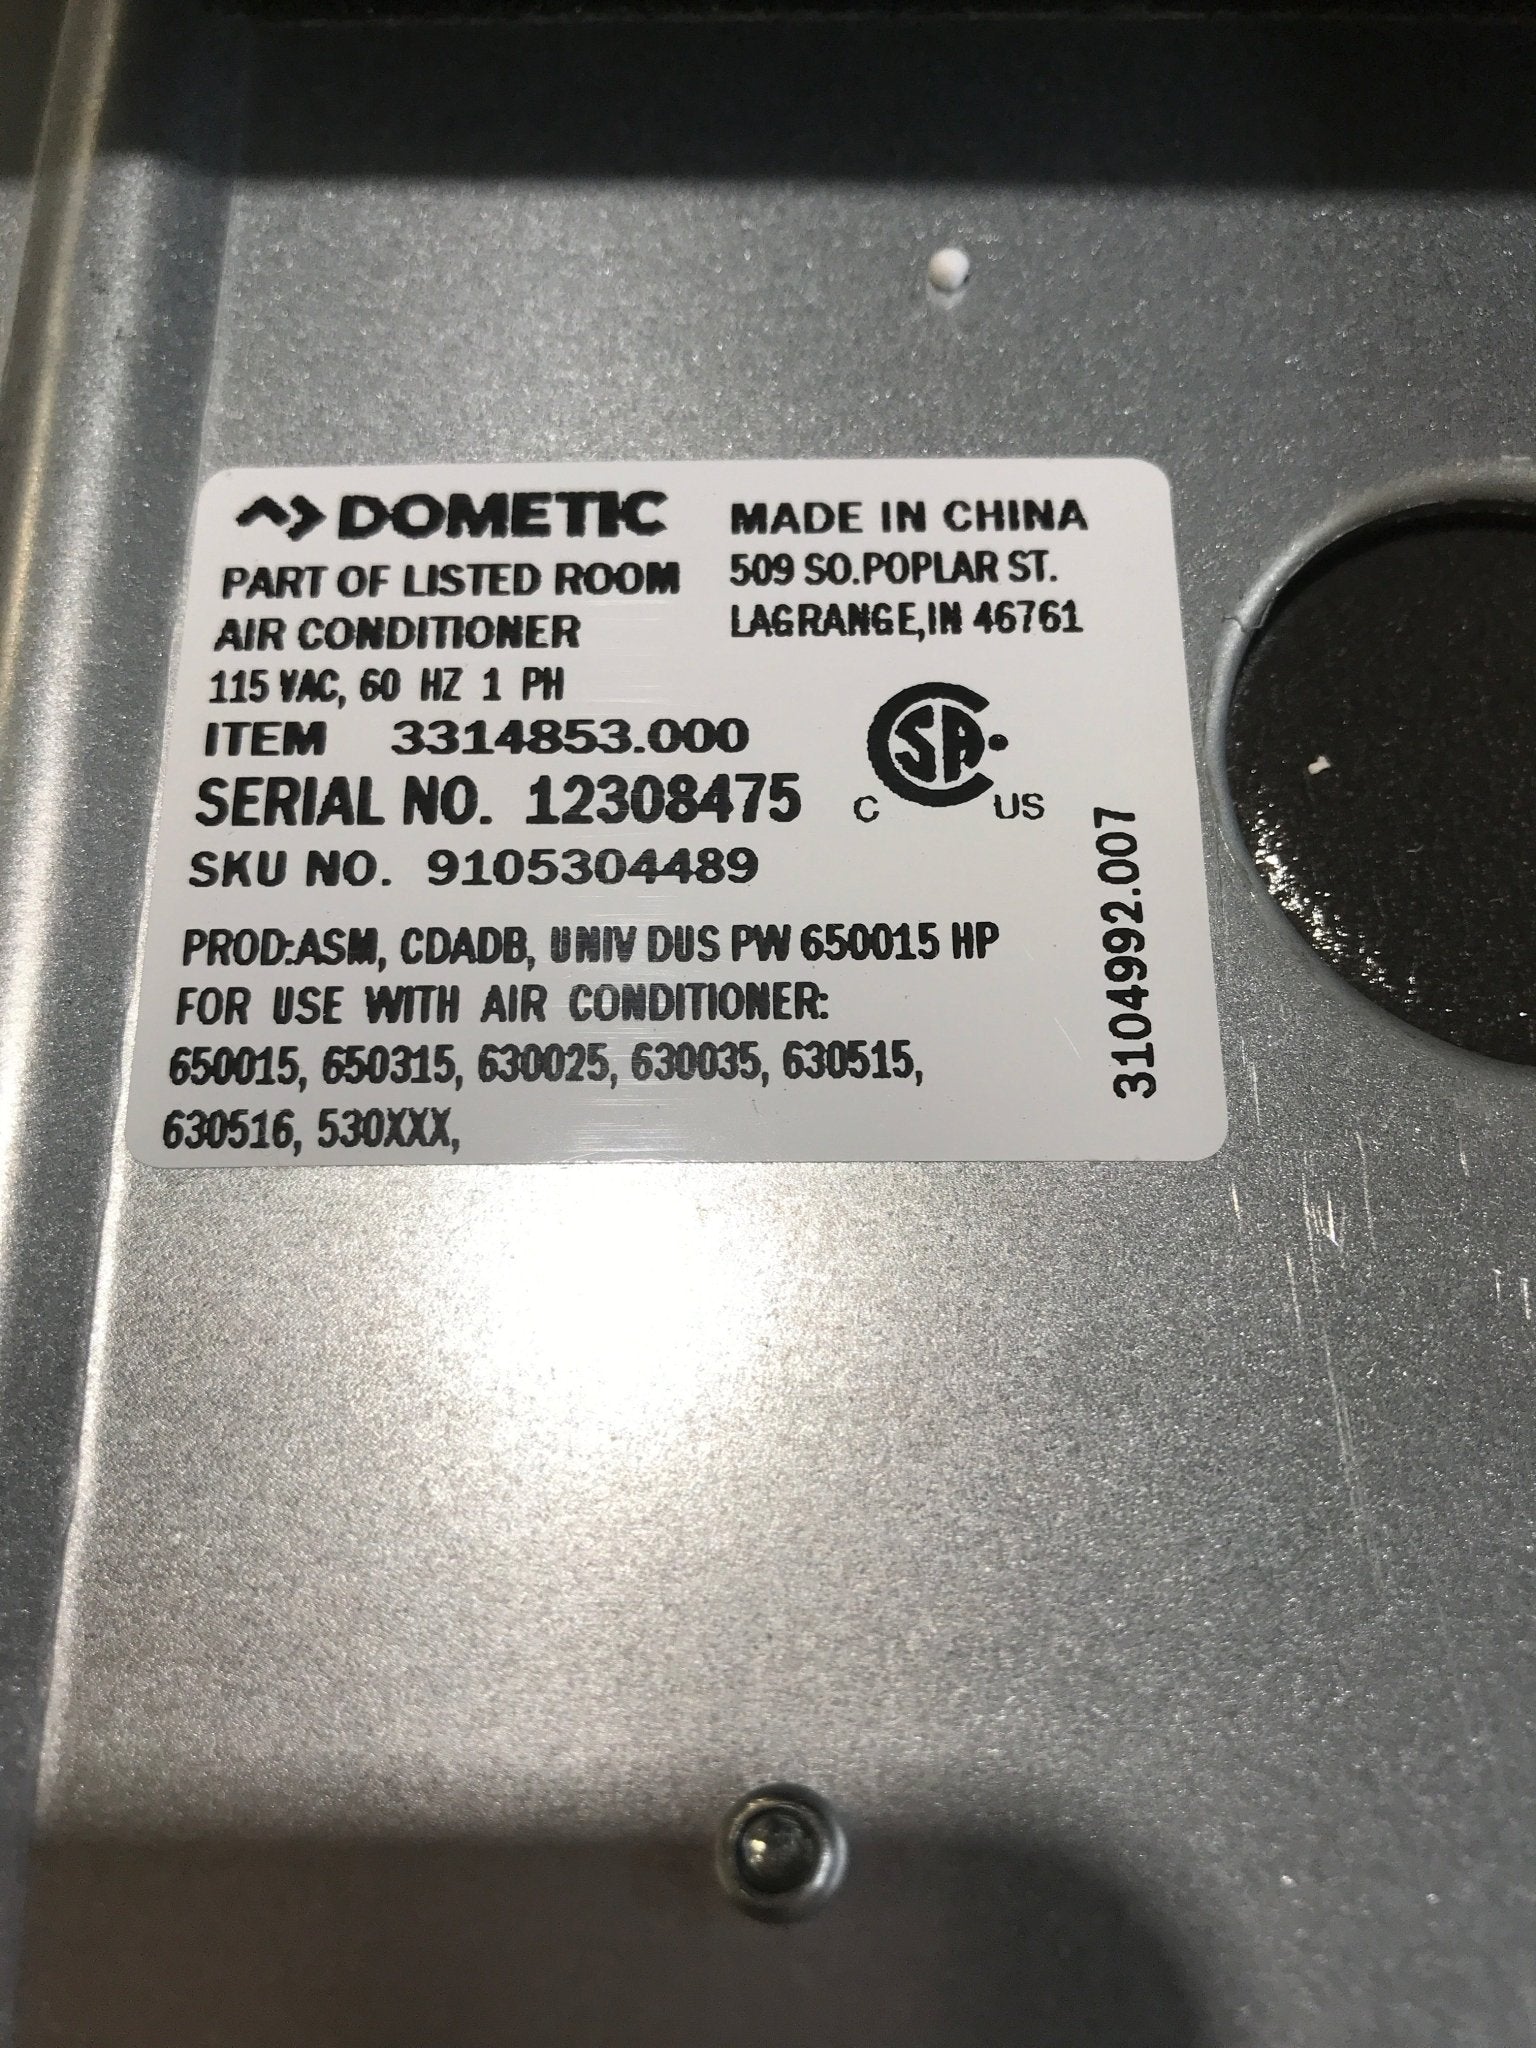 DOMETIC
PART OF LISTED ROOM
AIR CONDITIONER
115 VAC, 60 HZ 1 PH
MADE IN CHINA
509 SO.POPLAR ST.
LAGRANGE,IN 46761
ITEM 3314853.000
SERIAL NO. 12308475
SKU NO. 9105304489
C SA US
PROD:ASM, CDADB, UNIV DUS PW 650015 HP
FOR USE WITH AIR CONDITIONER:
650015, 650315, 630025, 630035, 630515,
630516, 530XXX,
3104992.007